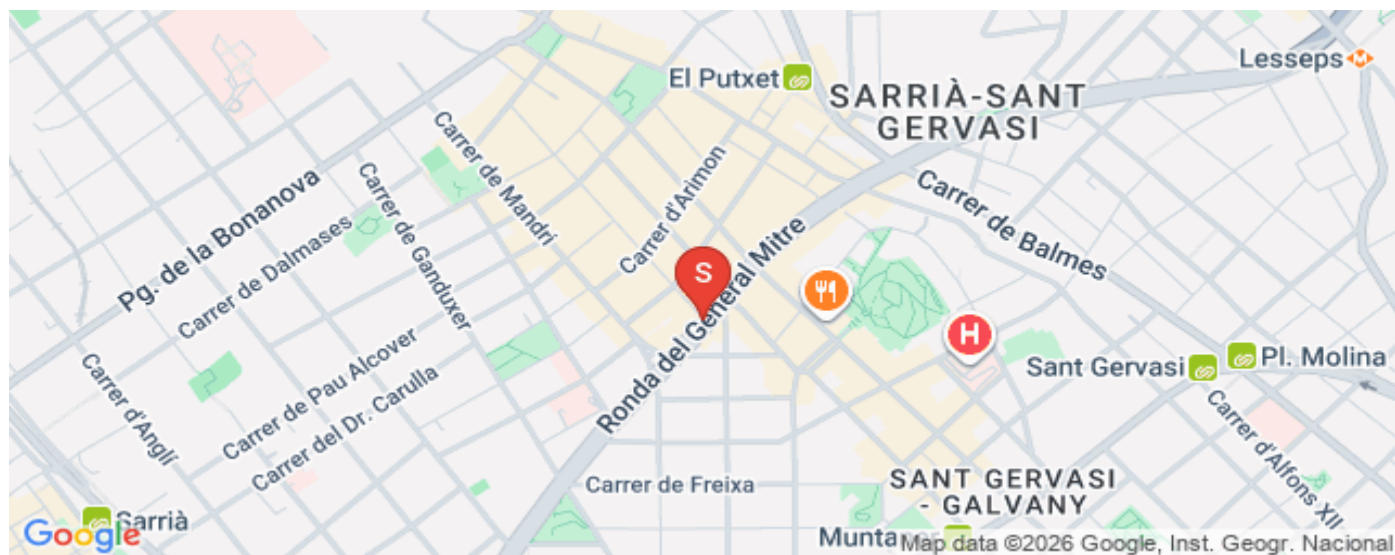 Lesseps
El Putxet
SARRIÀ-SANT
GERVASI
Carrer de Mandri
Carrer d'Arimon
Carrer de Balmes
Pg. de la Bonanova
Carrer de Dalmases
Carrer de Ganduxer
Ronda del General Mitre
S
H
Sant Gervasi
Pl. Molina
Carrer d'Anglí
Carrer de Pau Alcover
Carrer del Dr. Carulla
Carrer d'Alfons XII
Carrer de Freixa
SANT GERVASI
- GALVANY
Sarrià
Google
Map data ©2026 Google, Inst. Geogr. Nacional